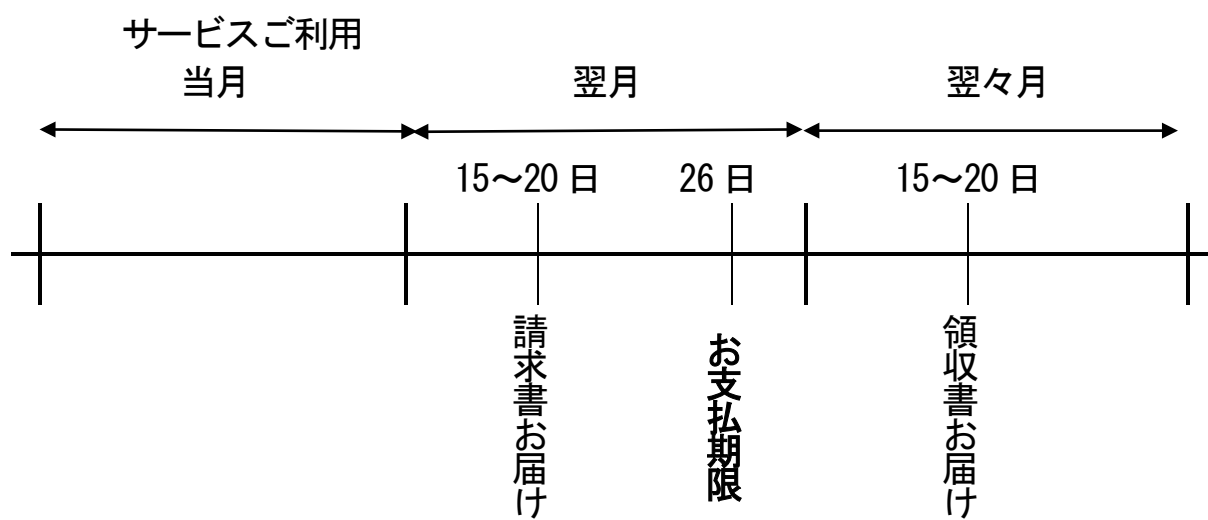 サービスご利用
当月
翌月
翌々月
15～20日
26日
15～20日
請求書お届け
お支払期限
領収書お届け